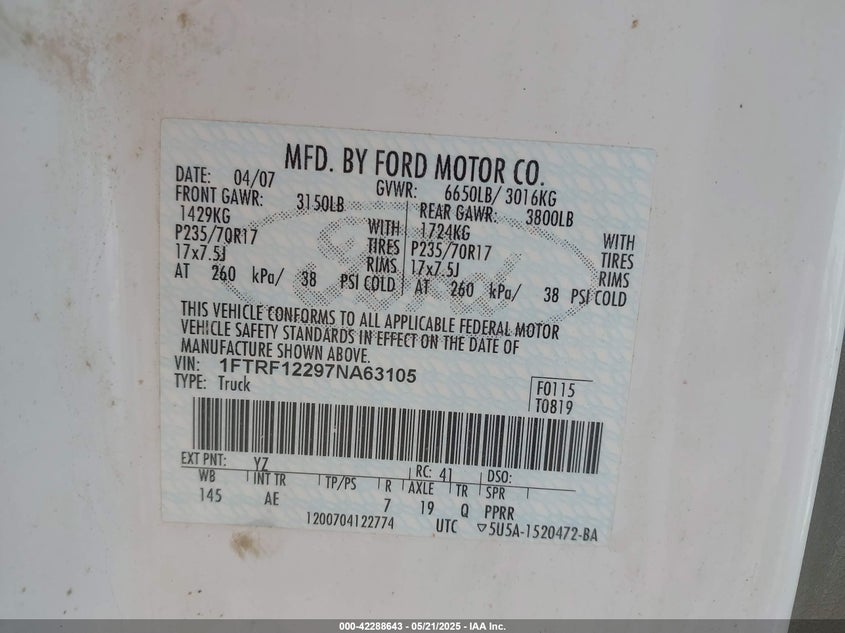 MFD. BY FORD MOTOR CO.
DATE: 04/07 GVWR: 6650LB/ 3016KG
FRONT GAWR: 3150LB REAR GAWR: 3800LB
1429KG WITH 1724KG WITH
P235/70R17 TIRES P235/70R17 TIRES
17x7.5J RIMS 17x7.5J RIMS
AT 260 kPa/ 38 PSI COLD AT 260 kPa/ 38 PSI COLD
Ford
THIS VEHICLE CONFORMS TO ALL APPLICABLE FEDERAL MOTOR
VEHICLE SAFETY STANDARDS IN EFFECT ON THE DATE OF
MANUFACTURE SHOWN ABOVE.
VIN: 1FTRF12297NA63105
TYPE: Truck
F0115
T0819
EXT PNT: YZ RC: 41 DSO:
WB INT TR TP/PS R AXLE TR SPR
145 AE 7 19 Q PPRR
1200704122774 UTC ▽5U5A-1520472-BA
000-42288643 - 05/21/2025 - IAA Inc.